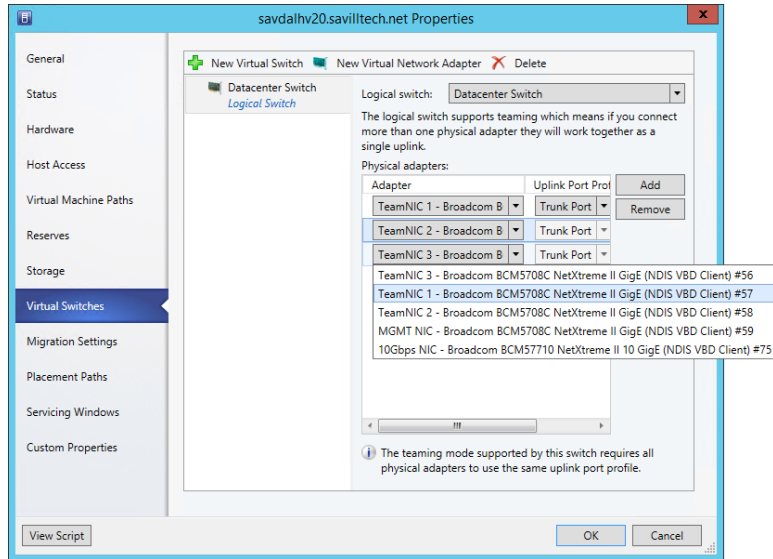 savdalhv20.savilltech.net Properties
x
General
Status
Hardware
Host Access
Virtual Machine Paths
Reserves
Storage
Virtual Switches
Migration Settings
Placement Paths
Servicing Windows
Custom Properties
New Virtual Switch New Virtual Network Adapter Delete
Datacenter Switch
Logical Switch
Logical switch: Datacenter Switch
The logical switch supports teaming which means if you connect
more than one physical adapter they will work together as a
single uplink.
Physical adapters:
Adapter Uplink Port Prof
Add
Remove
TeamNIC 1 - Broadcom B Trunk Port
TeamNIC 2 - Broadcom B Trunk Port
TeamNIC 3 - Broadcom B Trunk Port
TeamNIC 3 - Broadcom BCM5708C NetXtreme II GigE (NDIS VBD Client) #56
TeamNIC 1 - Broadcom BCM5708C NetXtreme II GigE (NDIS VBD Client) #57
TeamNIC 2 - Broadcom BCM5708C NetXtreme II GigE (NDIS VBD Client) #58
MGMT NIC - Broadcom BCM5708C NetXtreme II GigE (NDIS VBD Client) #59
10Gbps NIC - Broadcom BCM57710 NetXtreme II 10 GigE (NDIS VBD Client) #75
The teaming mode supported by this switch requires all
physical adapters to use the same uplink port profile.
View Script
OK Cancel